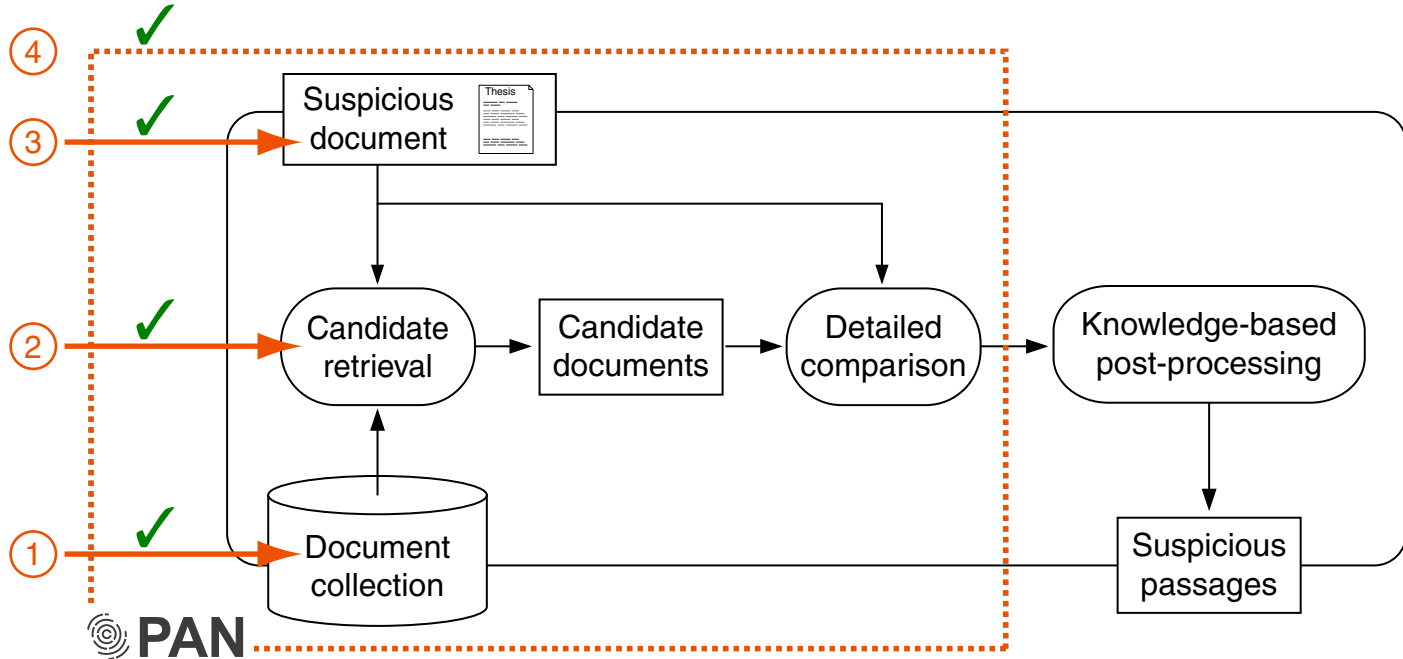 ④
✓
Suspicious
document
Thesis
③
✓
②
✓
Candidate
retrieval
Candidate
documents
Detailed
comparison
Knowledge-based
post-processing
①
✓
Document
collection
Suspicious
passages
PAN